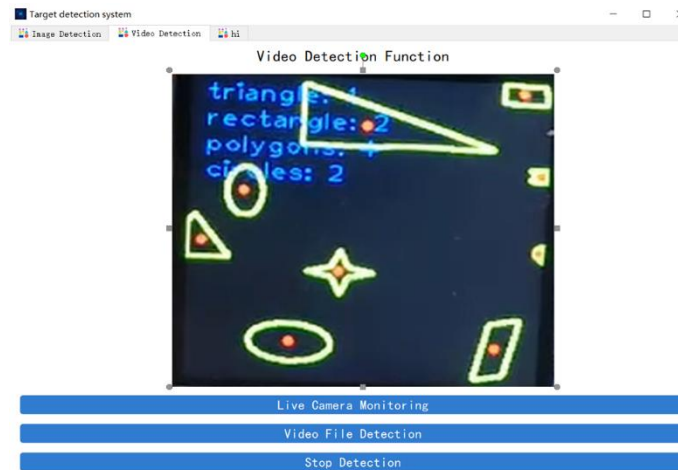 Target detection system
Image Detection Video Detection hi
Video Detection Function
triangle: 1
rectangle: 2
polygons: 4
circles: 2
Live Camera Monitoring
Video File Detection
Stop Detection